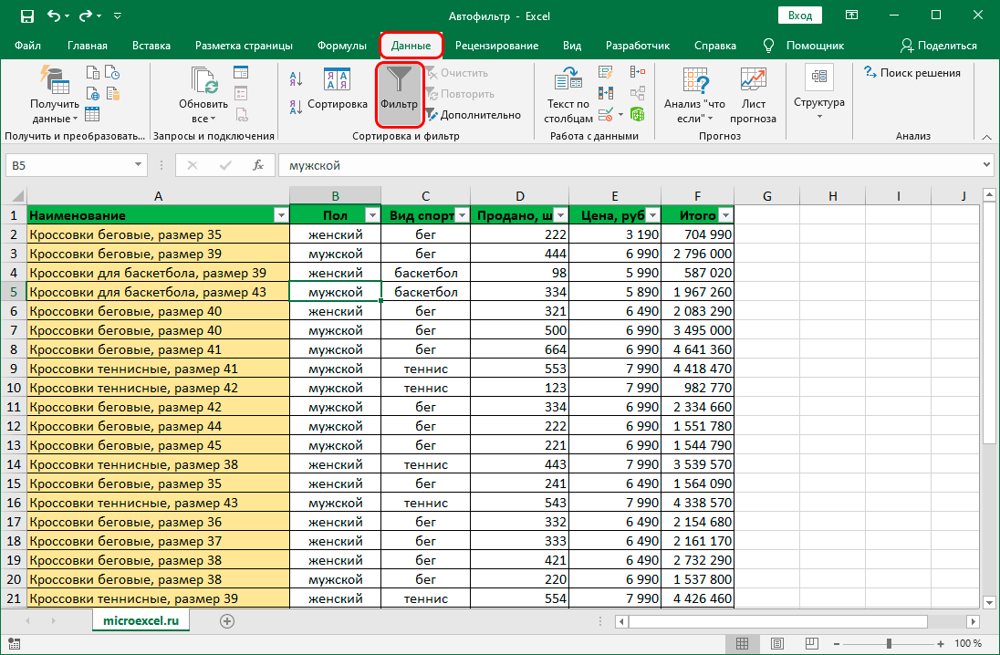 Автофильтр - Excel Вход
Файл Главная Вставка Разметка страницы Формулы Данные Рецензирование Вид Разработчик Справка Помощник Поделиться
Получить данные
Обновить все
Сортировка
Фильтр
Очистить
Повторить
Дополнительно
Текст по столбцам
Анализ "что если"
Лист прогноза
Структура
Поиск решения
Получить и преобразовать...
Запросы и подключения
Сортировка и фильтр
Работа с данными
Прогноз
Анализ
B5 fx мужской
A B C D E F G H I J
1 Наименование Пол Вид спорт Продано, ш Цена, руб Итого
2 Кроссовки беговые, размер 35 женский бег 222 3 190 704 990
3 Кроссовки беговые, размер 39 мужской бег 444 6 990 2 796 000
4 Кроссовки для баскетбола, размер 39 женский баскетбол 98 5 990 587 020
5 Кроссовки для баскетбола, размер 43 мужской баскетбол 334 5 890 1 967 260
6 Кроссовки беговые, размер 40 женский бег 321 6 490 2 083 290
7 Кроссовки беговые, размер 40 мужской бег 500 6 990 3 495 000
8 Кроссовки беговые, размер 41 мужской бег 664 6 990 4 641 360
9 Кроссовки теннисные, размер 41 мужской теннис 553 7 990 4 418 470
10 Кроссовки теннисные, размер 42 мужской теннис 123 7 990 982 770
11 Кроссовки беговые, размер 42 мужской бег 334 6 990 2 334 660
12 Кроссовки беговые, размер 44 мужской бег 222 6 990 1 551 780
13 Кроссовки беговые, размер 45 мужской бег 221 6 990 1 544 790
14 Кроссовки теннисные, размер 38 женский теннис 443 7 990 3 539 570
15 Кроссовки беговые, размер 35 женский бег 241 6 490 1 564 090
16 Кроссовки теннисные, размер 43 мужской теннис 543 7 990 4 338 570
17 Кроссовки беговые, размер 36 женский бег 332 6 490 2 154 680
18 Кроссовки беговые, размер 37 женский бег 333 6 490 2 161 170
19 Кроссовки беговые, размер 38 женский бег 421 6 490 2 732 290
20 Кроссовки беговые, размер 38 мужской бег 220 6 990 1 537 800
21 Кроссовки теннисные, размер 39 женский теннис 554 7 990 4 426 460
microexcel.ru
100 %